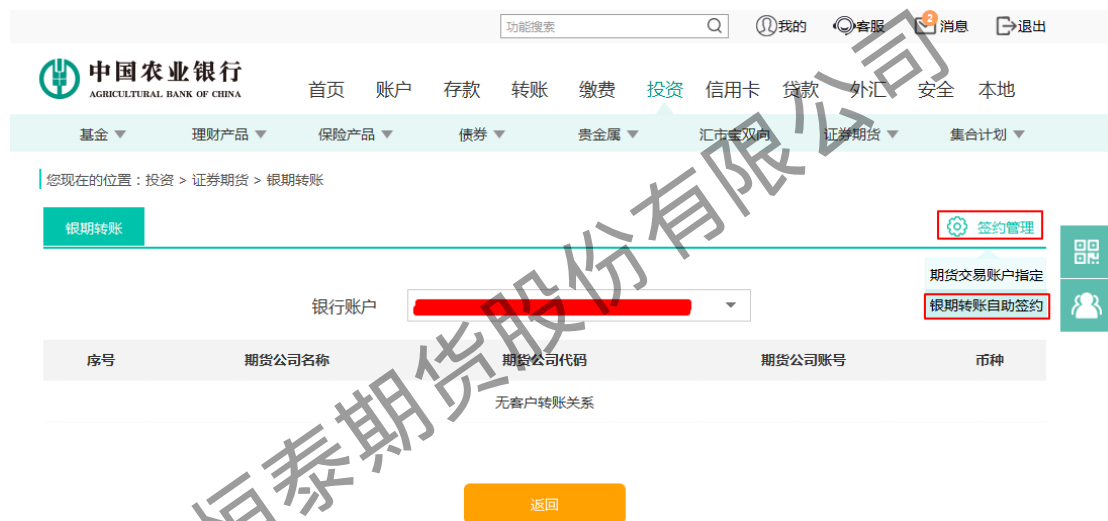 功能搜索 我的 客服 2 消息 退出
中国农业银行
AGRICULTURAL BANK OF CHINA
首页 账户 存款 转账 缴费 投资 信用卡 贷款 外汇 安全 本地
基金 理财产品 保险产品 债券 贵金属 汇市宝双向 证券期货 集合计划
您现在的位置：投资 > 证券期货 > 银期转账
银期转账 签约管理
期货交易账户指定
银行账户 银期转账自助签约
序号 期货公司名称 期货公司代码 期货公司账号 币种
无客户转账关系
返回
恒泰期货股份有限公司